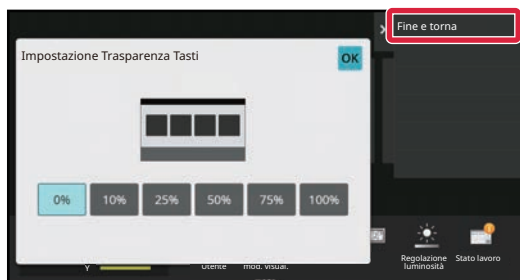 Fine e torna
Impostazione Trasparenza Tasti
OK
0% 10% 25% 50% 75% 100%
Y
Utente
mod. visual.
Regolazione
luminosità
Stato lavoro